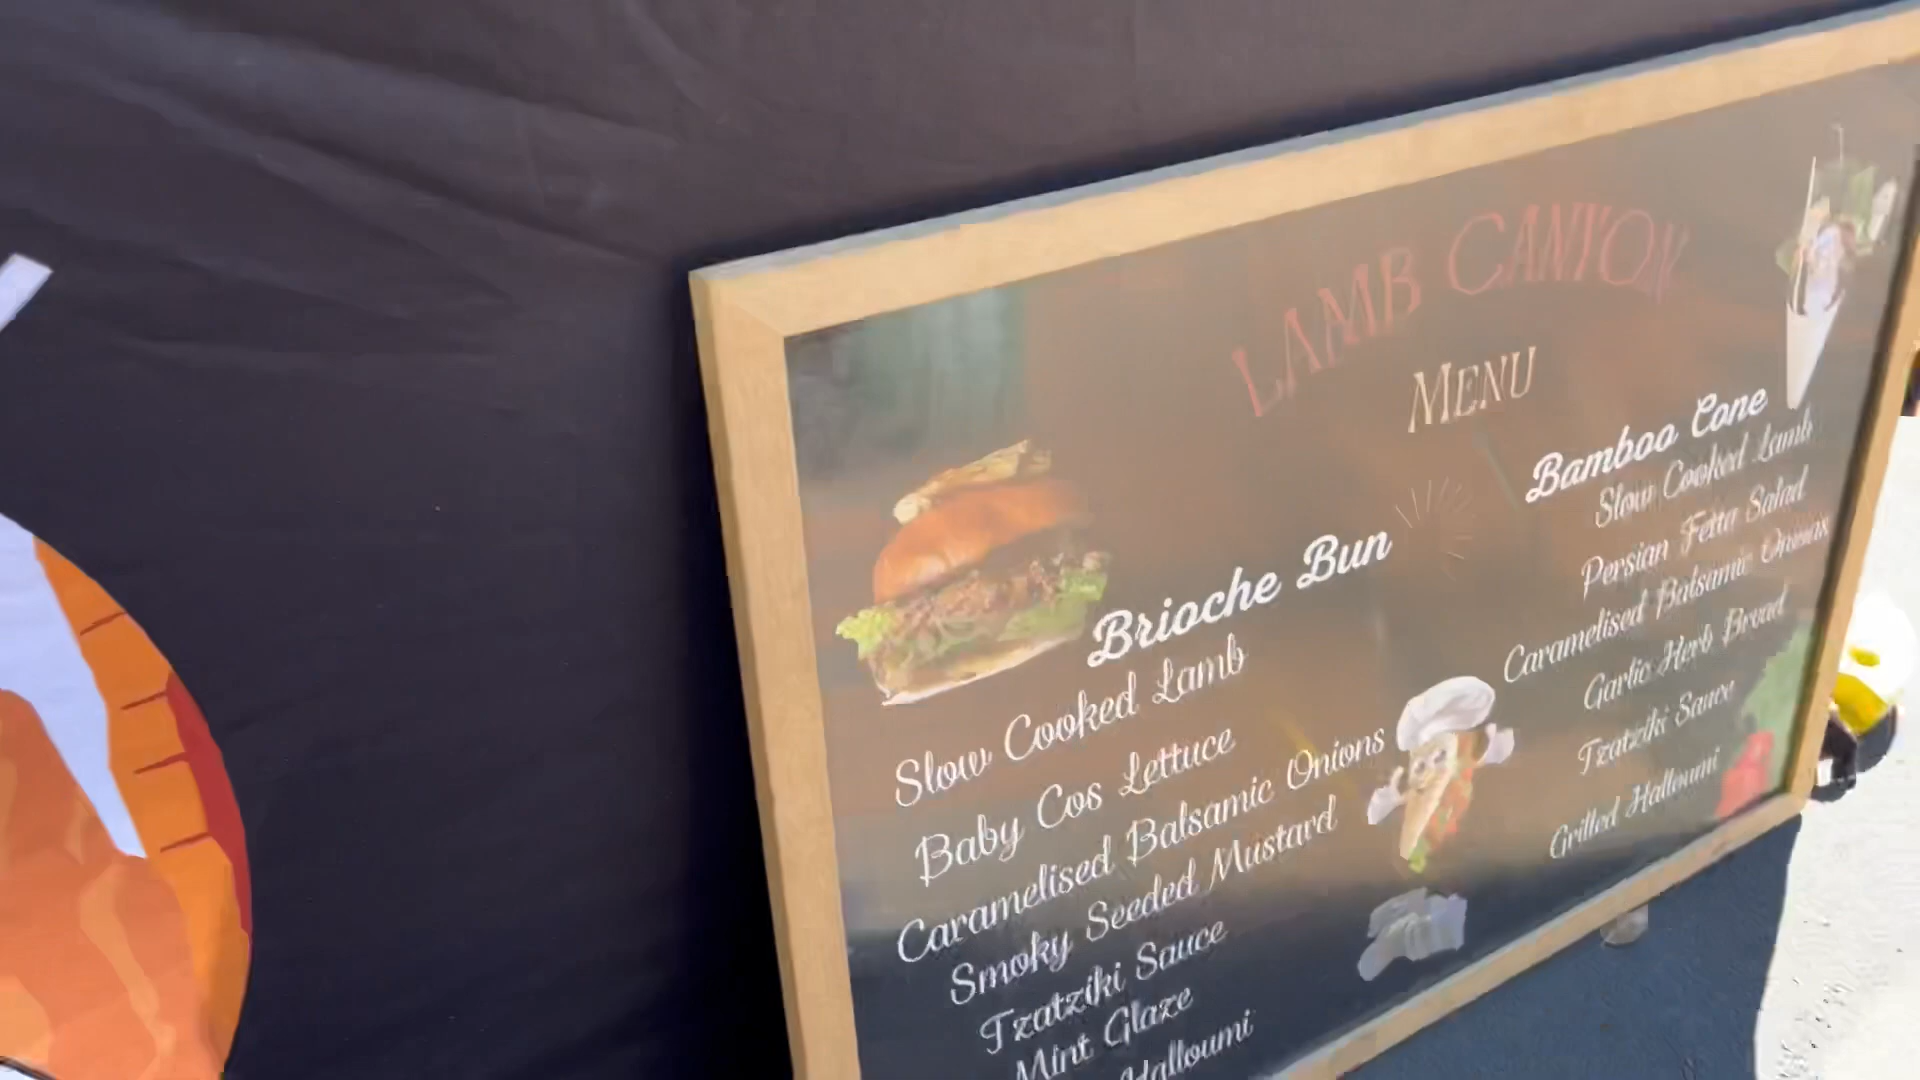 LAMB CANYON
MENU
Brioche Bun
Slow Cooked Lamb
Baby Cos Lettuce
Caramelised Balsamic Onions
Smoky Seeded Mustard
Tzatziki Sauce
Mint Glaze
Halloumi
Bamboo Cone
Slow Cooked Lamb
Persian Fetta Salad
Caramelised Balsamic Onions
Garlic Herb Bread
Tzatziki Sauce
Grilled Halloumi